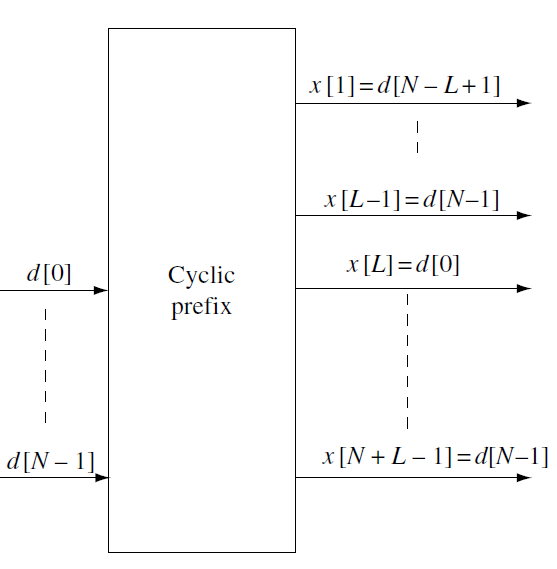 x[1]=d[N – L+1]
x[L–1]=d[N–1]
d[0]
Cyclic
prefix
x[L]=d[0]
d[N – 1]
x[N + L – 1]=d[N–1]